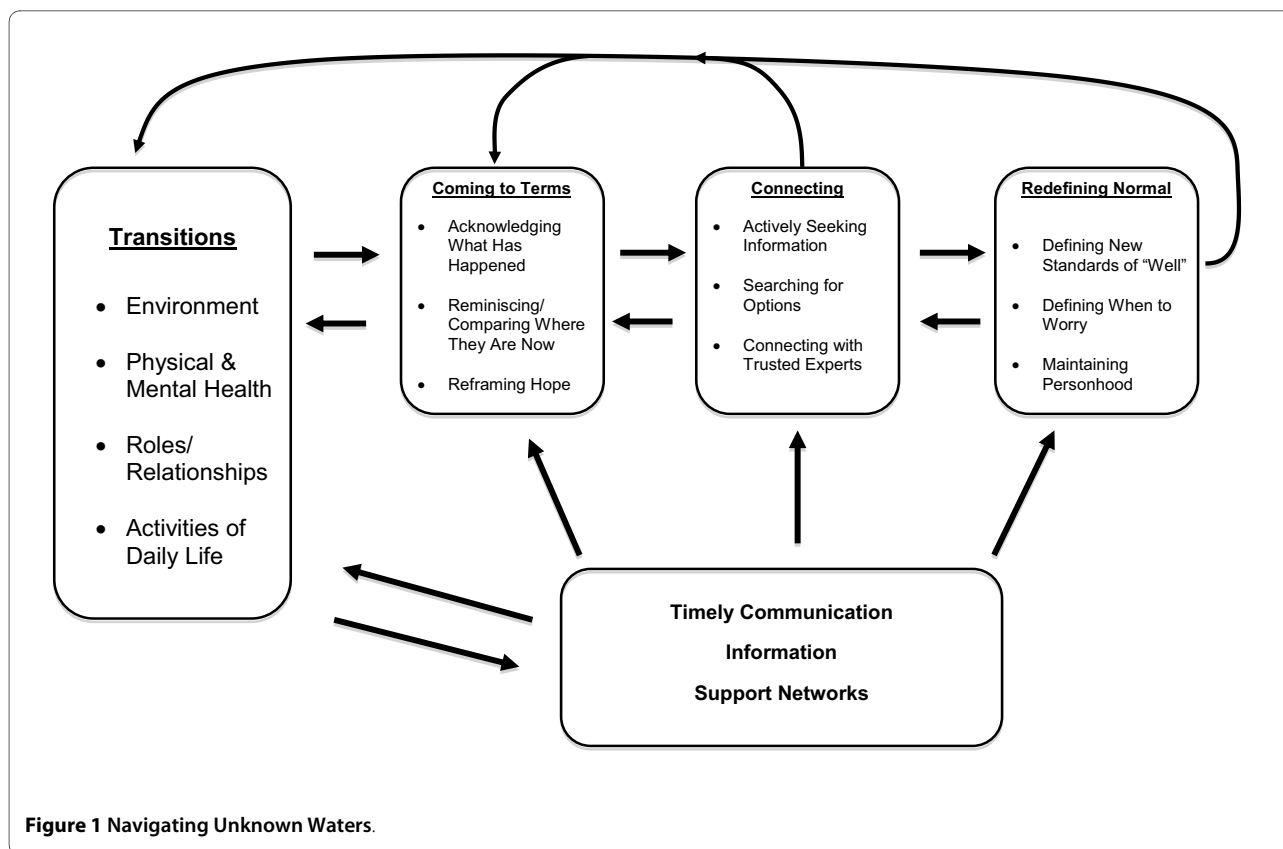 Transitions
• Environment
• Physical &
Mental Health
• Roles/
Relationships
• Activities of
Daily Life
Coming to Terms
• Acknowledging
What Has
Happened
• Reminiscing/
Comparing Where
They Are Now
• Reframing Hope
Connecting
• Actively Seeking
Information
• Searching for
Options
• Connecting with
Trusted Experts
Redefining Normal
• Defining New
Standards of “Well”
• Defining When to
Worry
• Maintaining
Personhood
Timely Communication
Information
Support Networks
Figure 1 Navigating Unknown Waters.